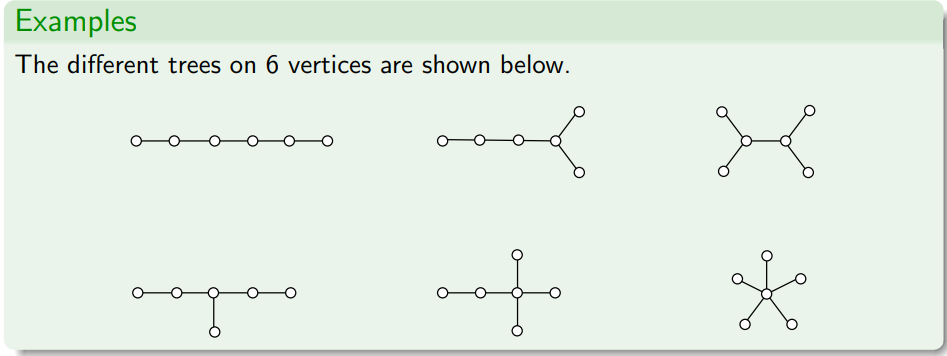 Examples
The different trees on 6 vertices are shown below.